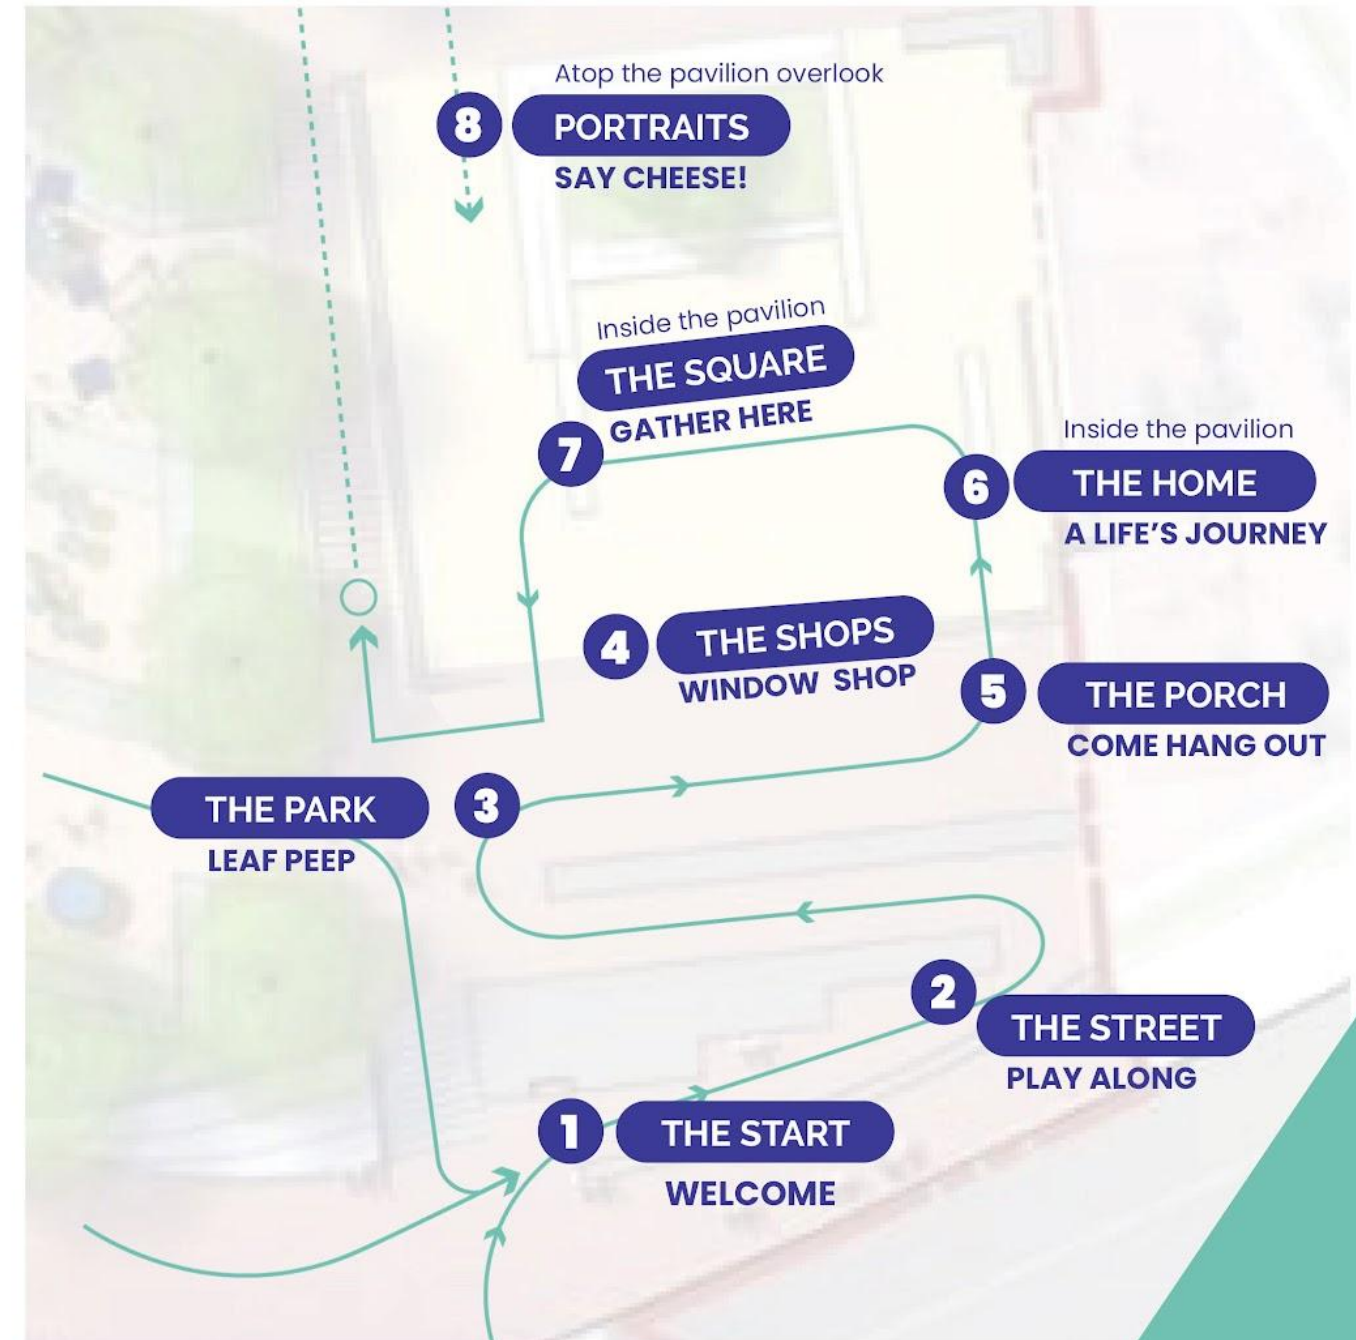 Atop the pavilion overlook
8 PORTRAITS
SAY CHEESE!
Inside the pavilion
THE SQUARE
7 GATHER HERE
Inside the pavilion
6 THE HOME
A LIFE'S JOURNEY
4 THE SHOPS
WINDOW SHOP
5 THE PORCH
COME HANG OUT
THE PARK 3
LEAF PEEP
2 THE STREET
PLAY ALONG
1 THE START
WELCOME